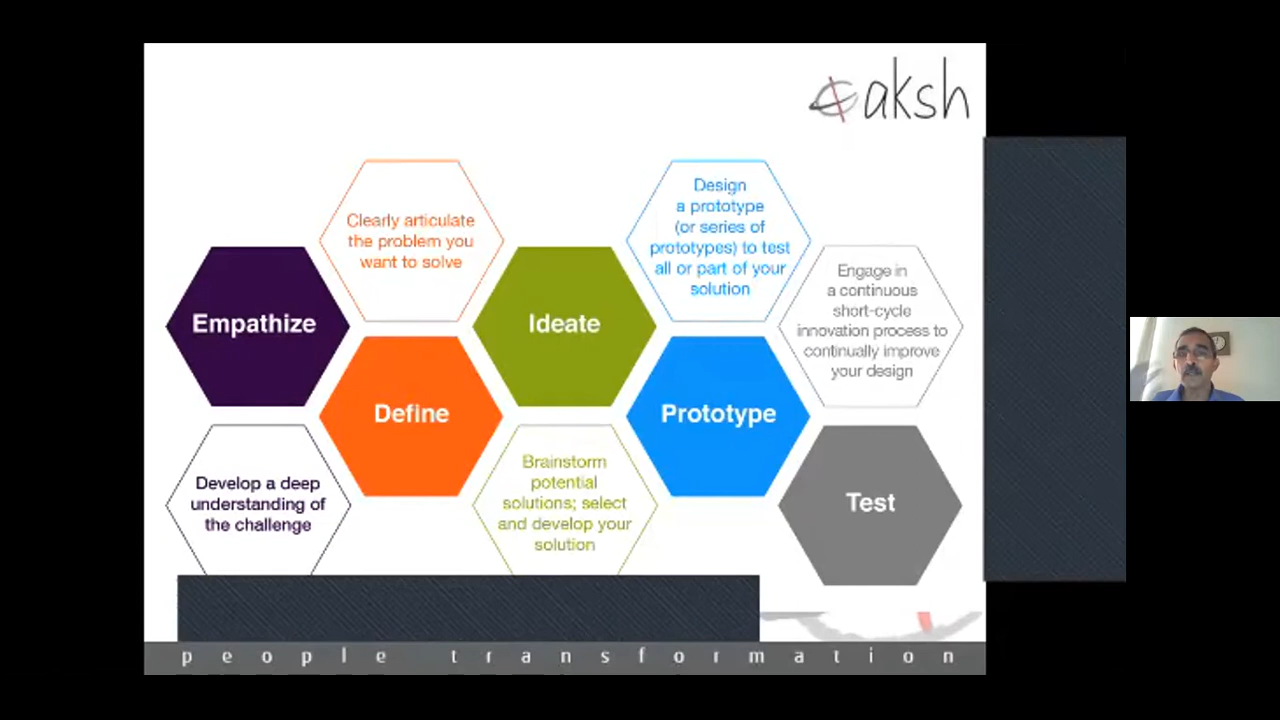 aksh
Empathize
Develop a deep
understanding of
the challenge
Clearly articulate
the problem you
want to solve
Define
Ideate
Brainstorm
potential
solutions; select
and develop your
solution
Design
a prototype
(or series of
prototypes) to test
all or part of your
solution
Prototype
Engage in
a continuous
short-cycle
innovation process to
continually improve
your design
Test
people transformation